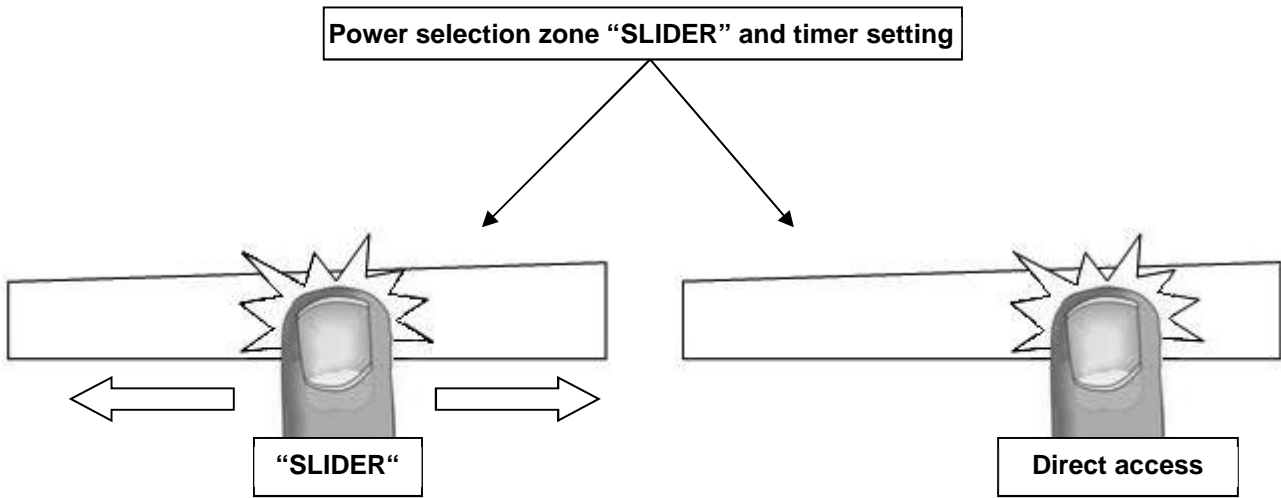 Power selection zone “SLIDER” and timer setting
“SLIDER“
Direct access